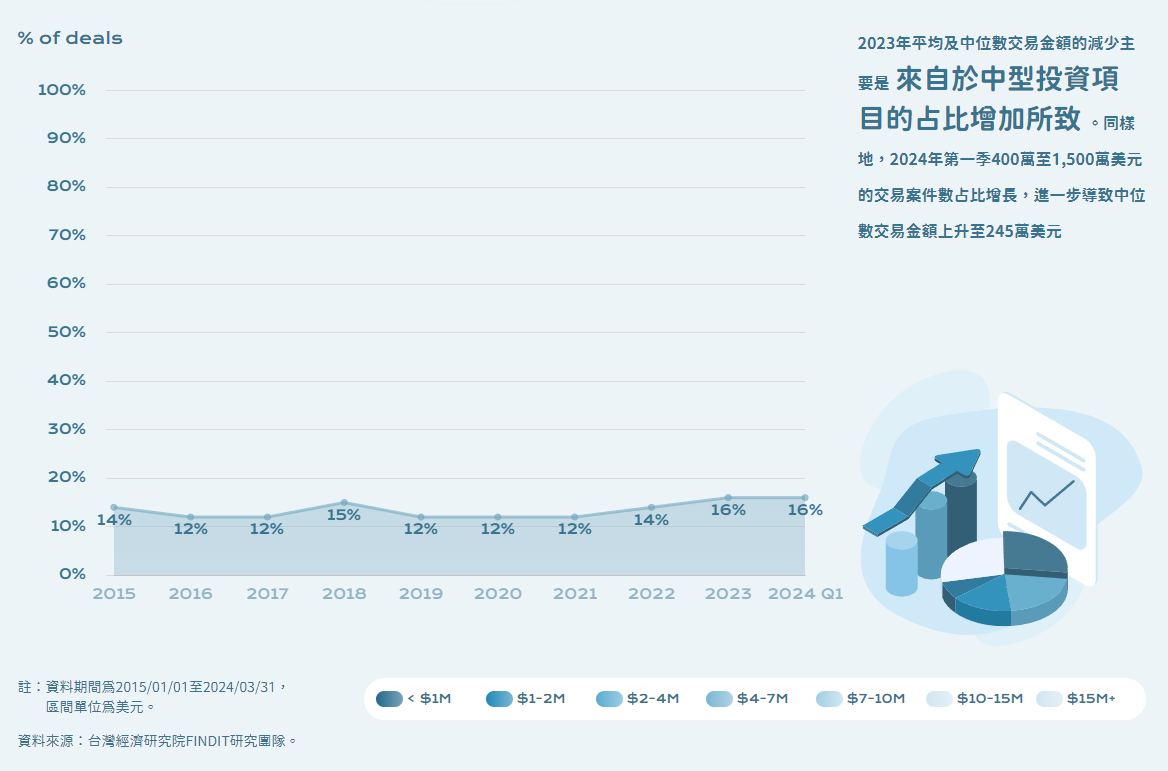 % of deals
100%
90%
80%
70%
60%
50%
40%
30%
20%
10%
0%
14%
12%
12%
15%
12%
12%
12%
14%
16%
16%
2015
2016
2017
2018
2019
2020
2021
2022
2023
2024 Q1
2023年平均及中位數交易金額的減少主
要是 來自於中型投資項
目的占比增加所致 。同樣
地，2024年第一季400萬至1,500萬美元
的交易案件數占比增長，進一步導致中位
數交易金額上升至245萬美元
註：資料期間為2015/01/01至2024/03/31，
區間單位為美元。
資料來源：台灣經濟研究院FINDIT研究團隊。
< $1M
$1-2M
$2-4M
$4-7M
$7-10M
$10-15M
$15M+